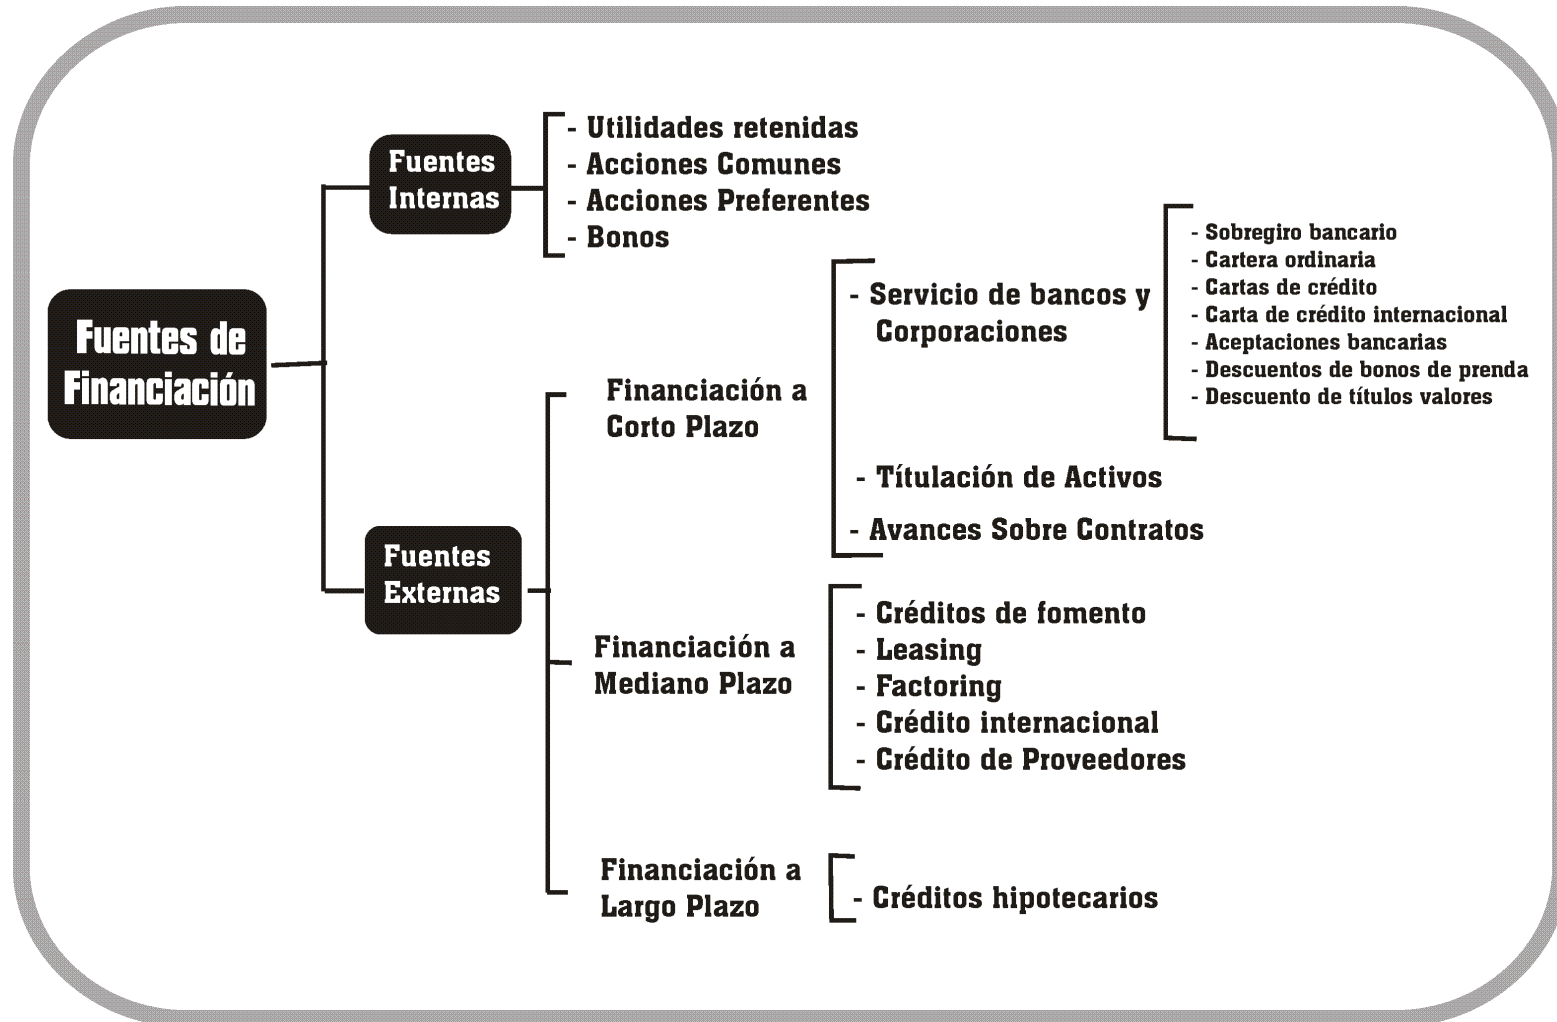 Fuentes de
Financiación
Fuentes
Internas
- Utilidades retenidas
- Acciones Comunes
- Acciones Preferentes
- Bonos
Fuentes
Externas
Financiación a
Corto Plazo
- Servicio de bancos y
Corporaciones
- Sobregiro bancario
- Cartera ordinaria
- Cartas de crédito
- Carta de crédito internacional
- Aceptaciones bancarias
- Descuentos de bonos de prenda
- Descuento de títulos valores
- Títulación de Activos
- Avances Sobre Contratos
Financiación a
Mediano Plazo
- Créditos de fomento
- Leasing
- Factoring
- Crédito internacional
- Crédito de Proveedores
Financiación a
Largo Plazo
- Créditos hipotecarios